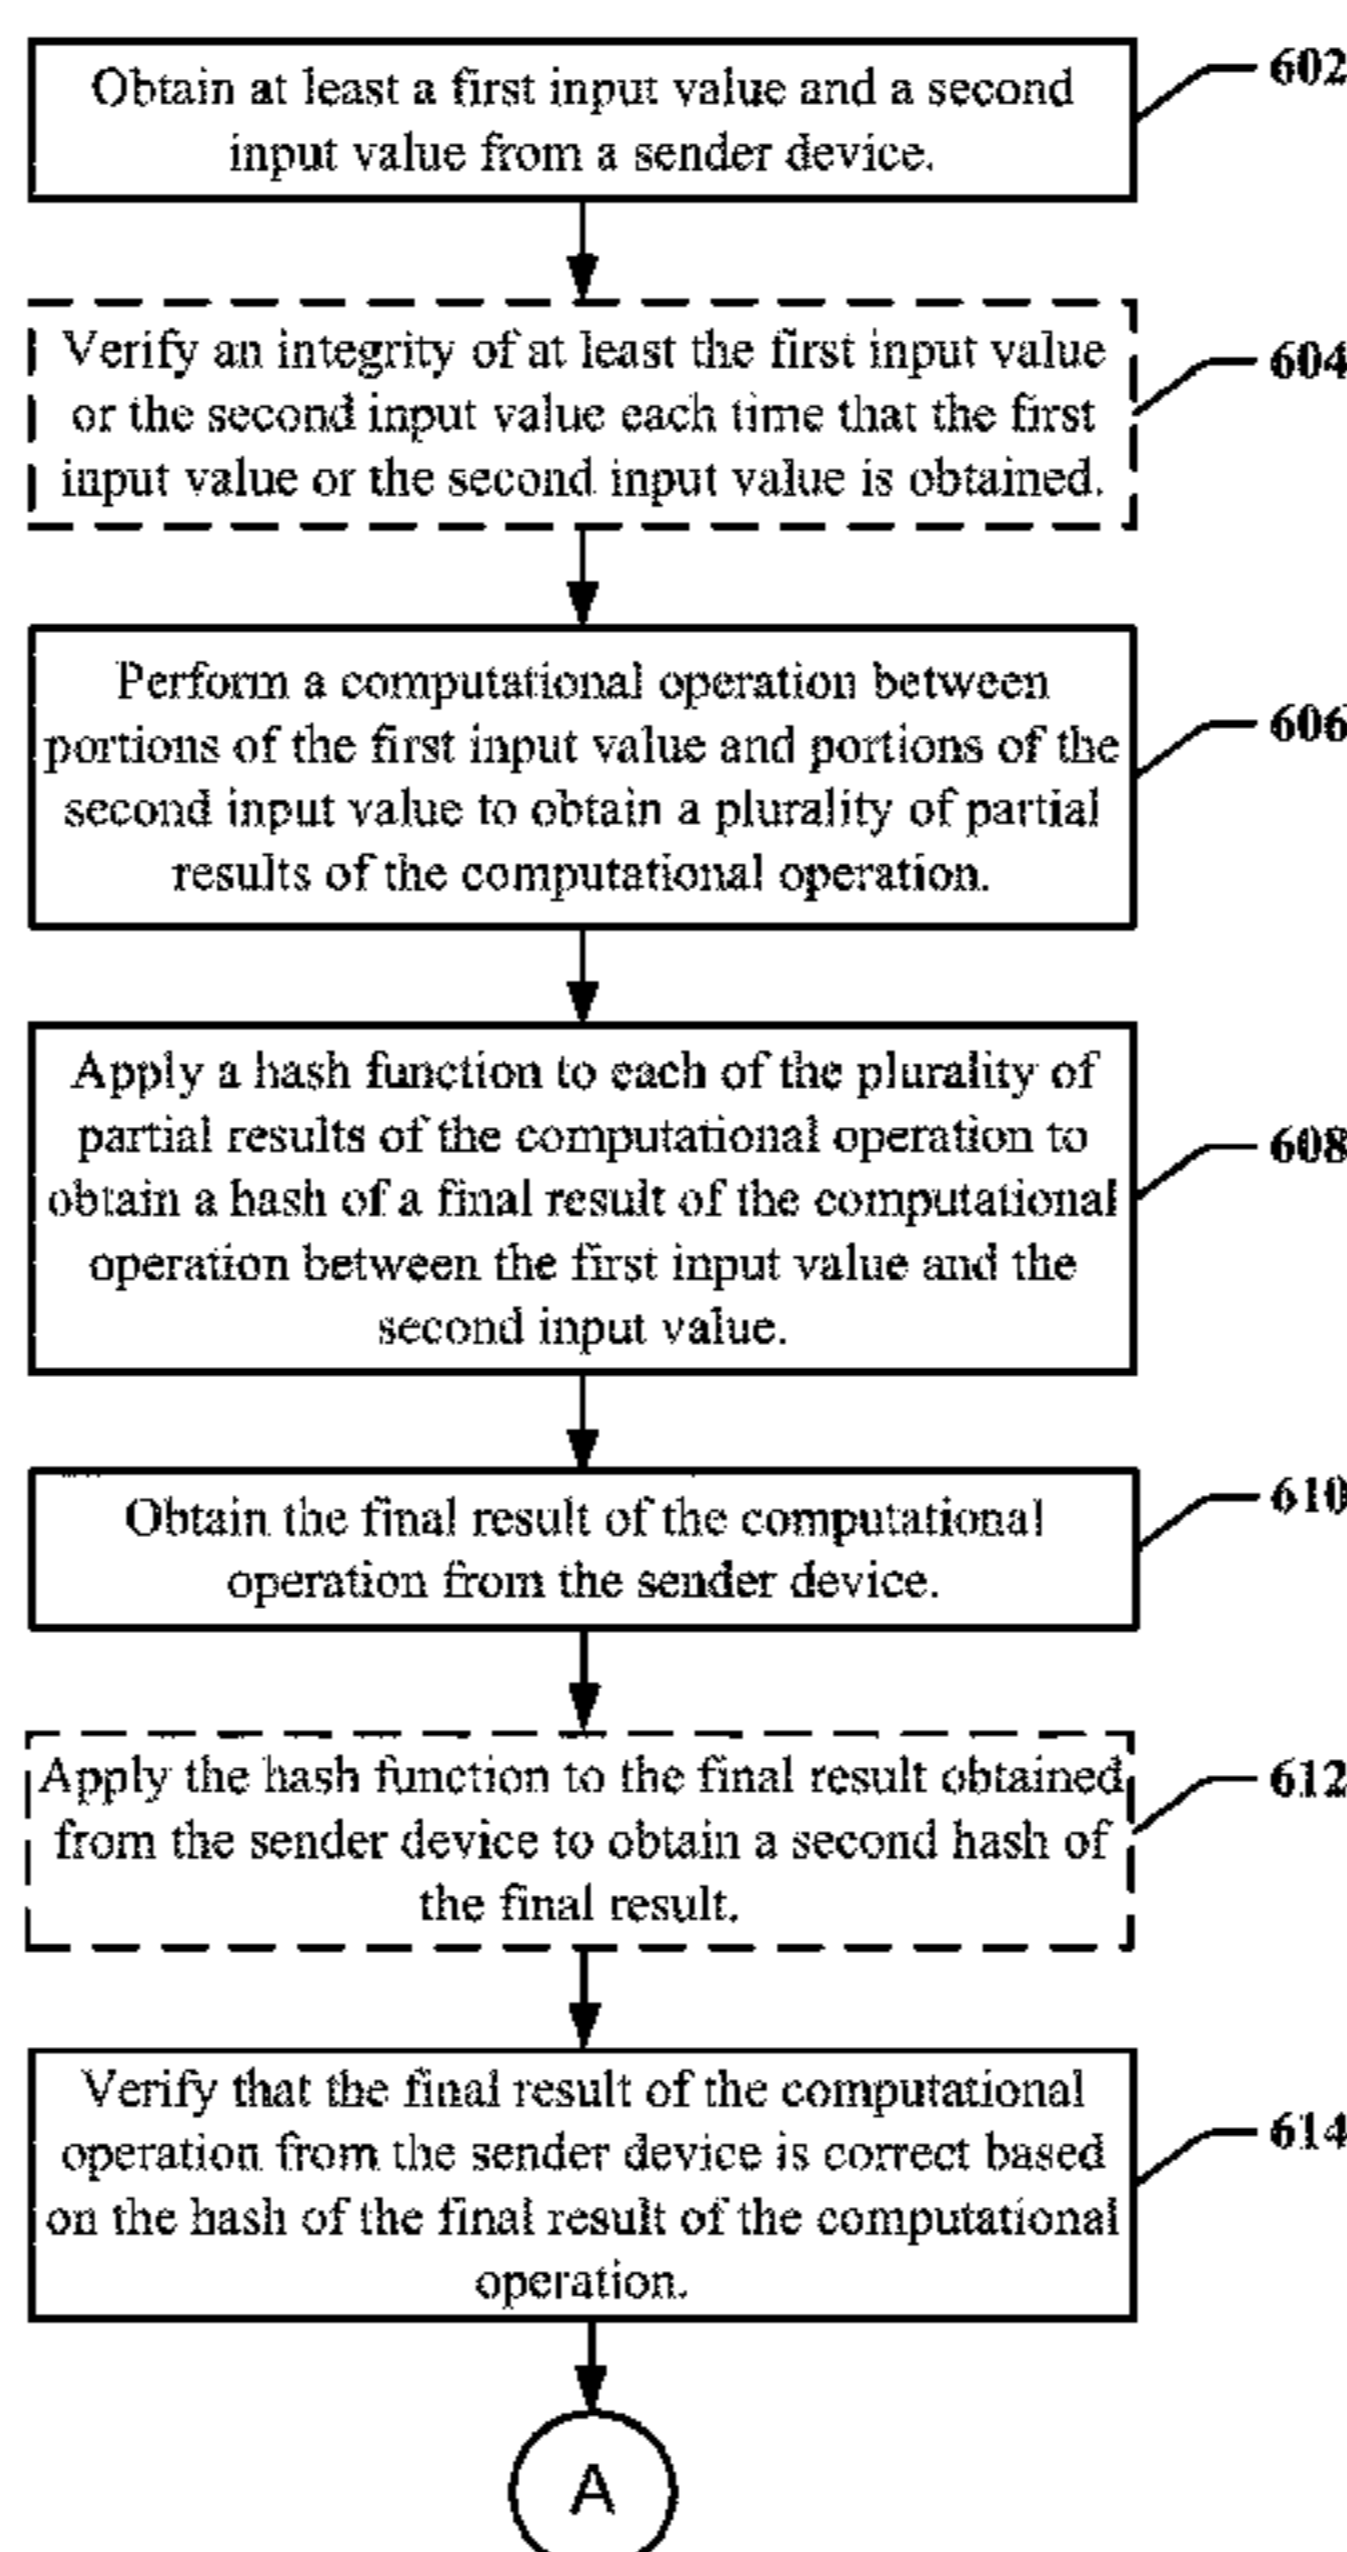 Obtain at least a first input value and a second
input value from a sender device.
602
Verify an integrity of at least the first input value
or the second input value each time that the first
input value or the second input value is obtained.
604
Perform a computational operation between
portions of the first input value and portions of the
second input value to obtain a plurality of partial
results of the computational operation.
606
Apply a hash function to each of the plurality of
partial results of the computational operation to
obtain a hash of a final result of the computational
operation between the first input value and the
second input value.
608
Obtain the final result of the computational
operation from the sender device.
610
Apply the hash function to the final result obtained
from the sender device to obtain a second hash of
the final result.
612
Verify that the final result of the computational
operation from the sender device is correct based
on the hash of the final result of the computational
operation.
614
A